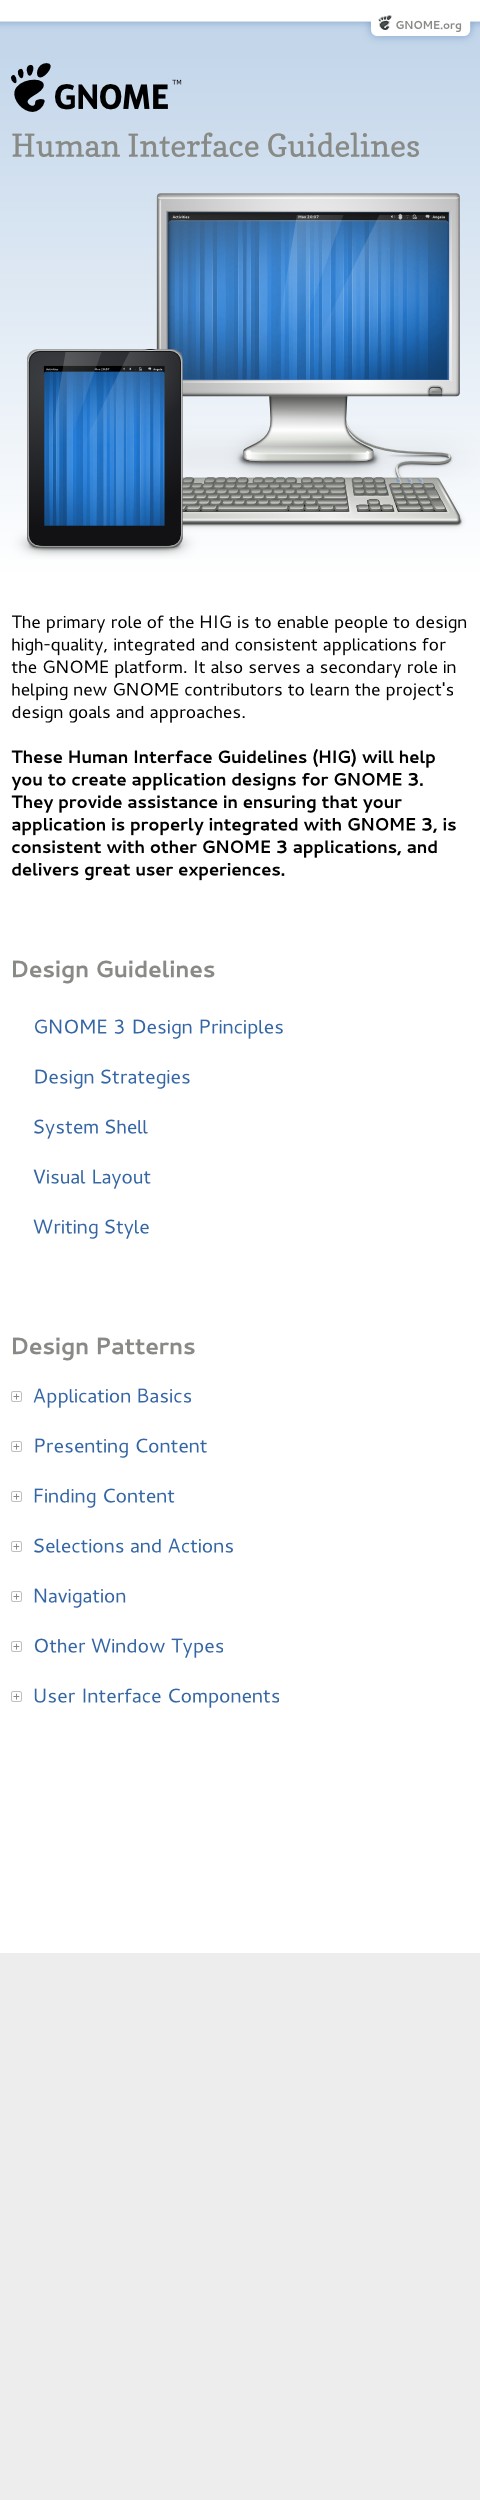 GNOME.org
GNOME™
Human Interface Guidelines
Activities
Mon 20:07
Angela
Activities
Angela
The primary role of the HIG is to enable people to design
high-quality, integrated and consistent applications for
the GNOME platform. It also serves a secondary role in
helping new GNOME contributors to learn the project's
design goals and approaches.
These Human Interface Guidelines (HIG) will help
you to create application designs for GNOME 3.
They provide assistance in ensuring that your
application is properly integrated with GNOME 3, is
consistent with other GNOME 3 applications, and
delivers great user experiences.
Design Guidelines
GNOME 3 Design Principles
Design Strategies
System Shell
Visual Layout
Writing Style
Design Patterns
Application Basics
Presenting Content
Finding Content
Selections and Actions
Navigation
Other Window Types
User Interface Components